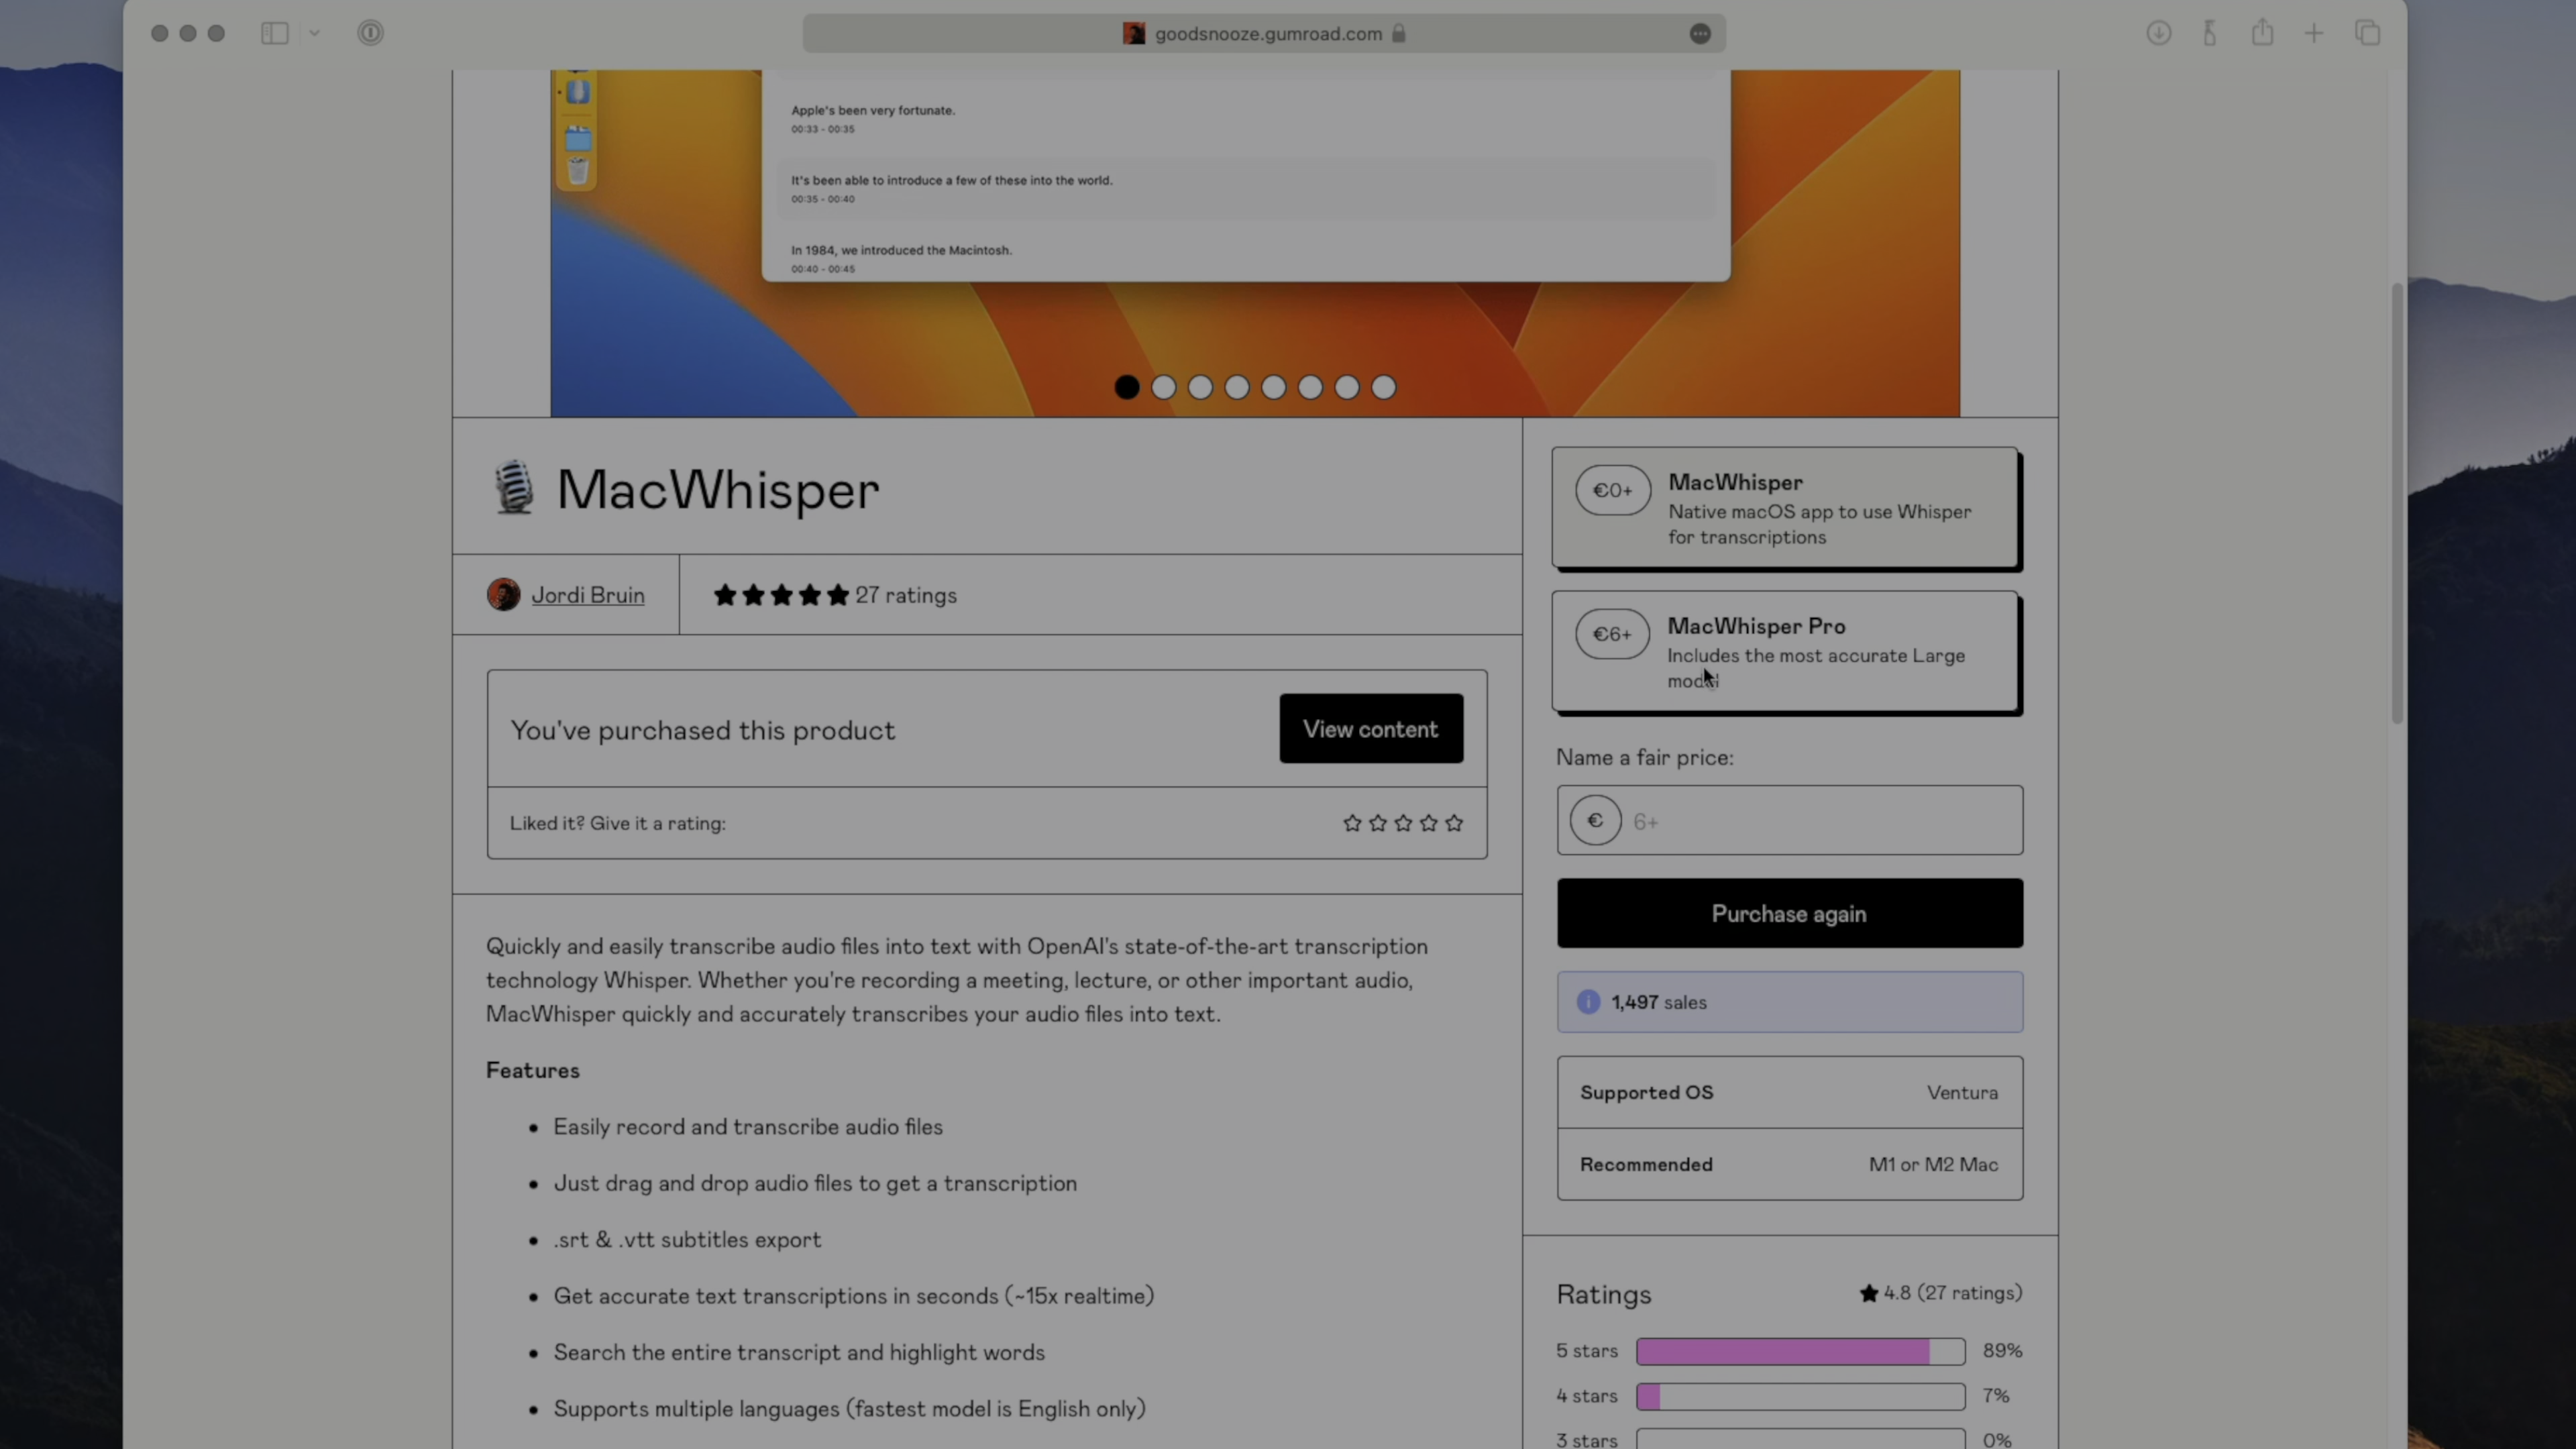 goodsnooze.gumroad.com
Apple's been very fortunate.
00:33 - 00:35
It's been able to introduce a few of these into the world.
00:35 - 00:40
In 1984, we introduced the Macintosh.
00:40 - 00:45
MacWhisper
Jordi Bruin
27 ratings
You've purchased this product
View content
Liked it? Give it a rating:
Quickly and easily transcribe audio files into text with OpenAI's state-of-the-art transcription
technology Whisper. Whether you're recording a meeting, lecture, or other important audio,
MacWhisper quickly and accurately transcribes your audio files into text.
Features
• Easily record and transcribe audio files
• Just drag and drop audio files to get a transcription
• .srt & .vtt subtitles export
• Get accurate text transcriptions in seconds (~15x realtime)
• Search the entire transcript and highlight words
• Supports multiple languages (fastest model is English only)
€0+
MacWhisper
Native macOS app to use Whisper
for transcriptions
€6+
MacWhisper Pro
Includes the most accurate Large
model
Name a fair price:
€ 6+
Purchase again
1,497 sales
Supported OS Ventura
Recommended M1 or M2 Mac
Ratings ★ 4.8 (27 ratings)
5 stars 89%
4 stars 7%
3 stars 0%